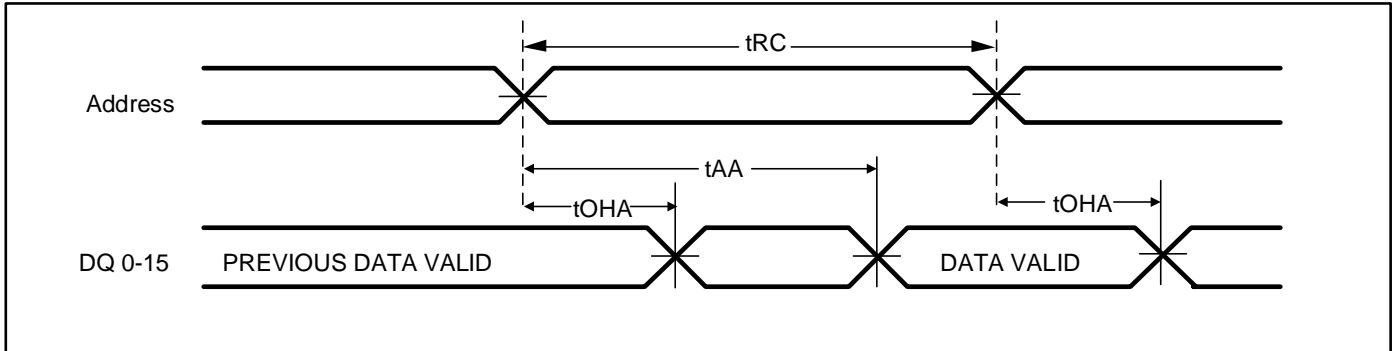 tRC
Address
tAA
tOHA
tOHA
DQ 0-15
PREVIOUS DATA VALID
DATA VALID